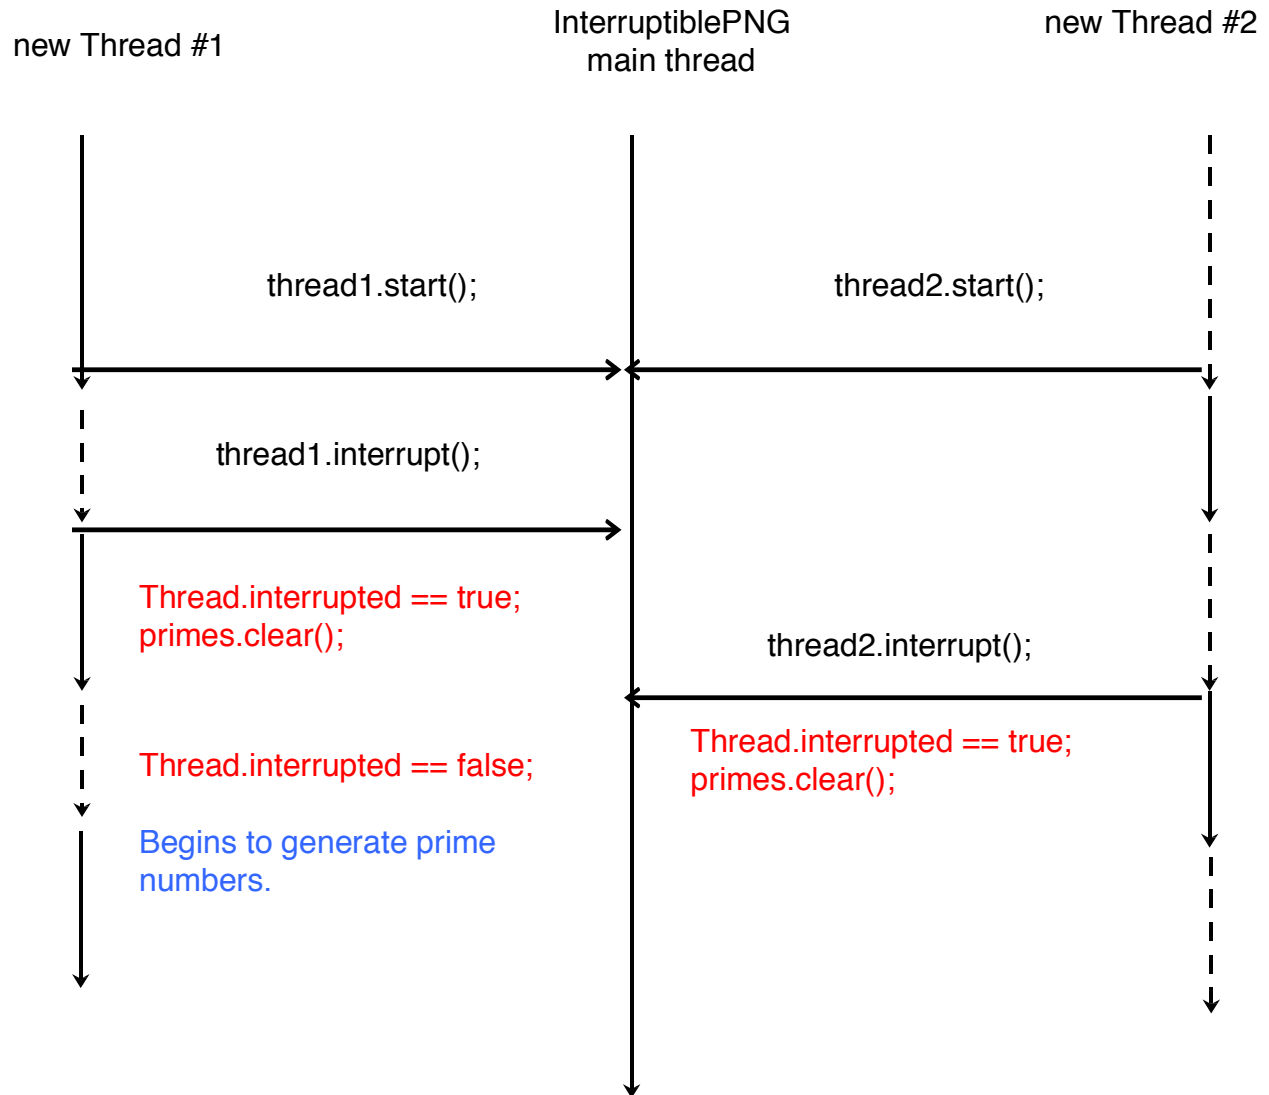 new Thread #1
InterruptiblePNG
main thread
new Thread #2
thread1.start();
thread2.start();
thread1.interrupt();
Thread.interrupted == true;
primes.clear();
thread2.interrupt();
Thread.interrupted == false;
Thread.interrupted == true;
primes.clear();
Begins to generate prime
numbers.